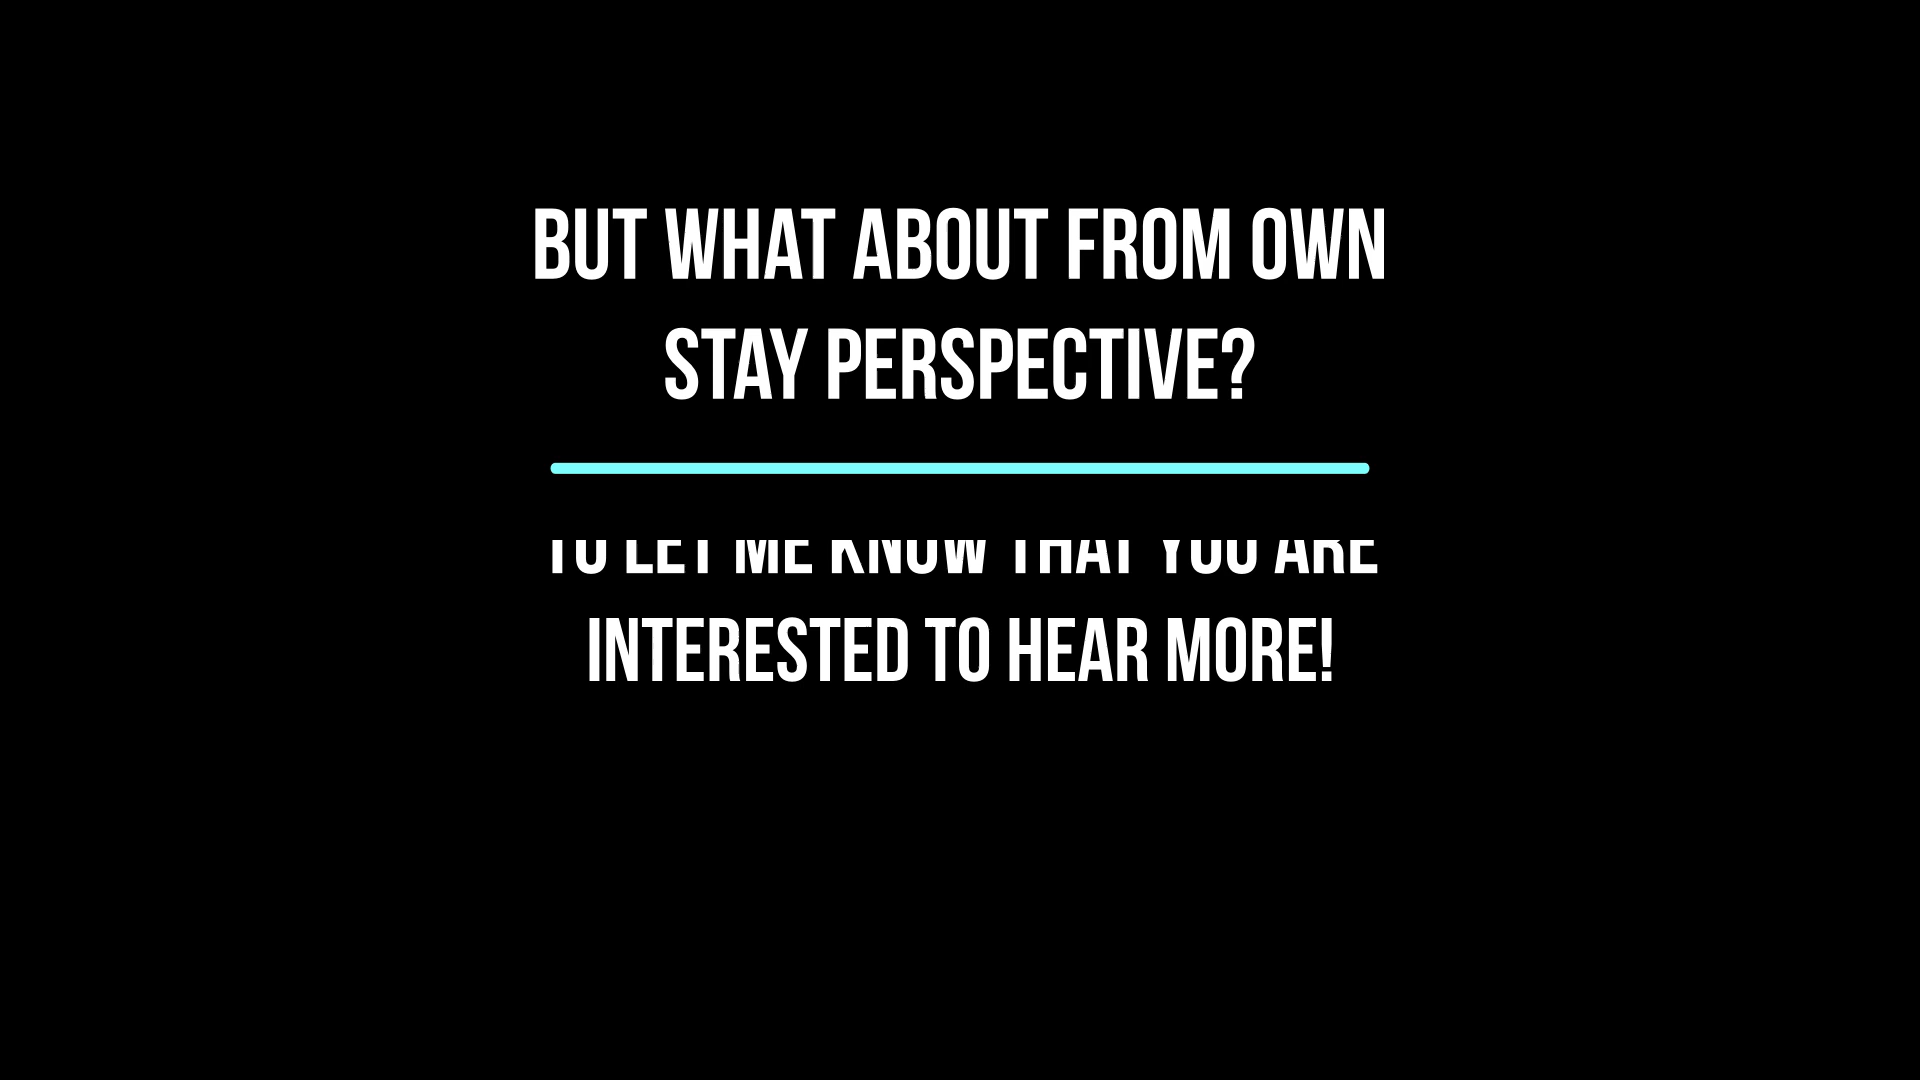 BUT WHAT ABOUT FROM OWN
STAY PERSPECTIVE?
TO LET ME KNOW THAT YOU ARE
INTERESTED TO HEAR MORE!